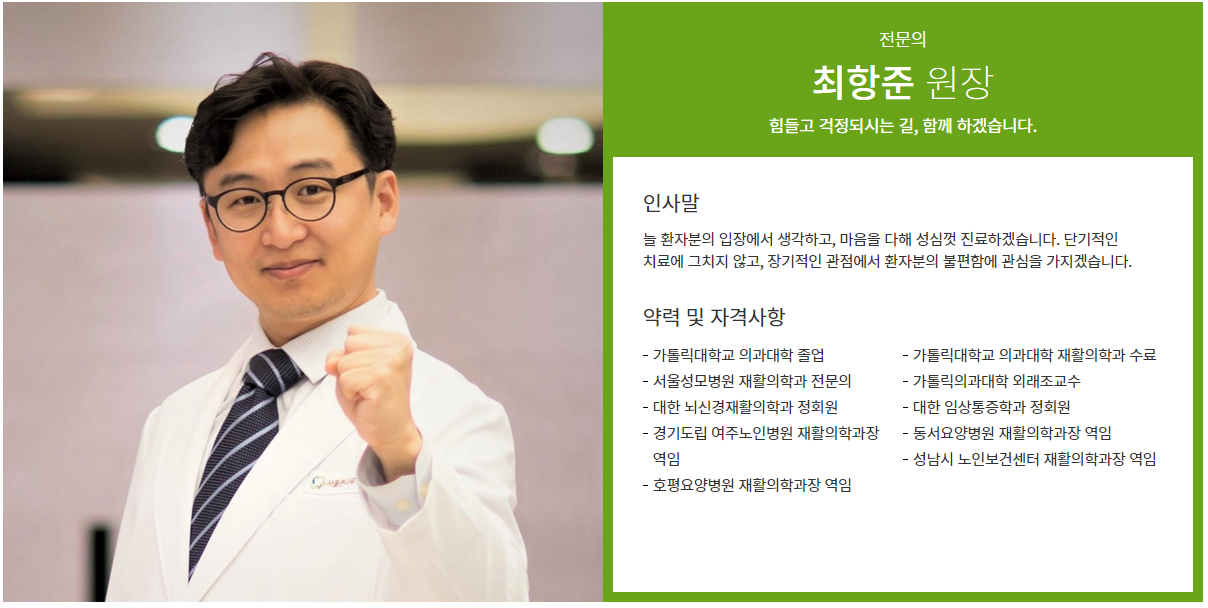 전문의
최항준 원장
힘들고 걱정되시는 길, 함께 하겠습니다.
인사말
늘 환자분의 입장에서 생각하고, 마음을 다해 성심껏 진료하겠습니다. 단기적인
치료에 그치지 않고, 장기적인 관점에서 환자분의 불편함에 관심을 가지겠습니다.
약력 및 자격사항
- 가톨릭대학교 의과대학 졸업
- 서울성모병원 재활의학과 전문의
- 대한 뇌신경재활의학과 정회원
- 경기도립 여주노인병원 재활의학과장
역임
- 호평요양병원 재활의학과장 역임
- 가톨릭대학교 의과대학 재활의학과 수료
- 가톨릭의과대학 외래조교수
- 대한 임상통증학과 정회원
- 동서요양병원 재활의학과장 역임
- 성남시 노인보건센터 재활의학과장 역임